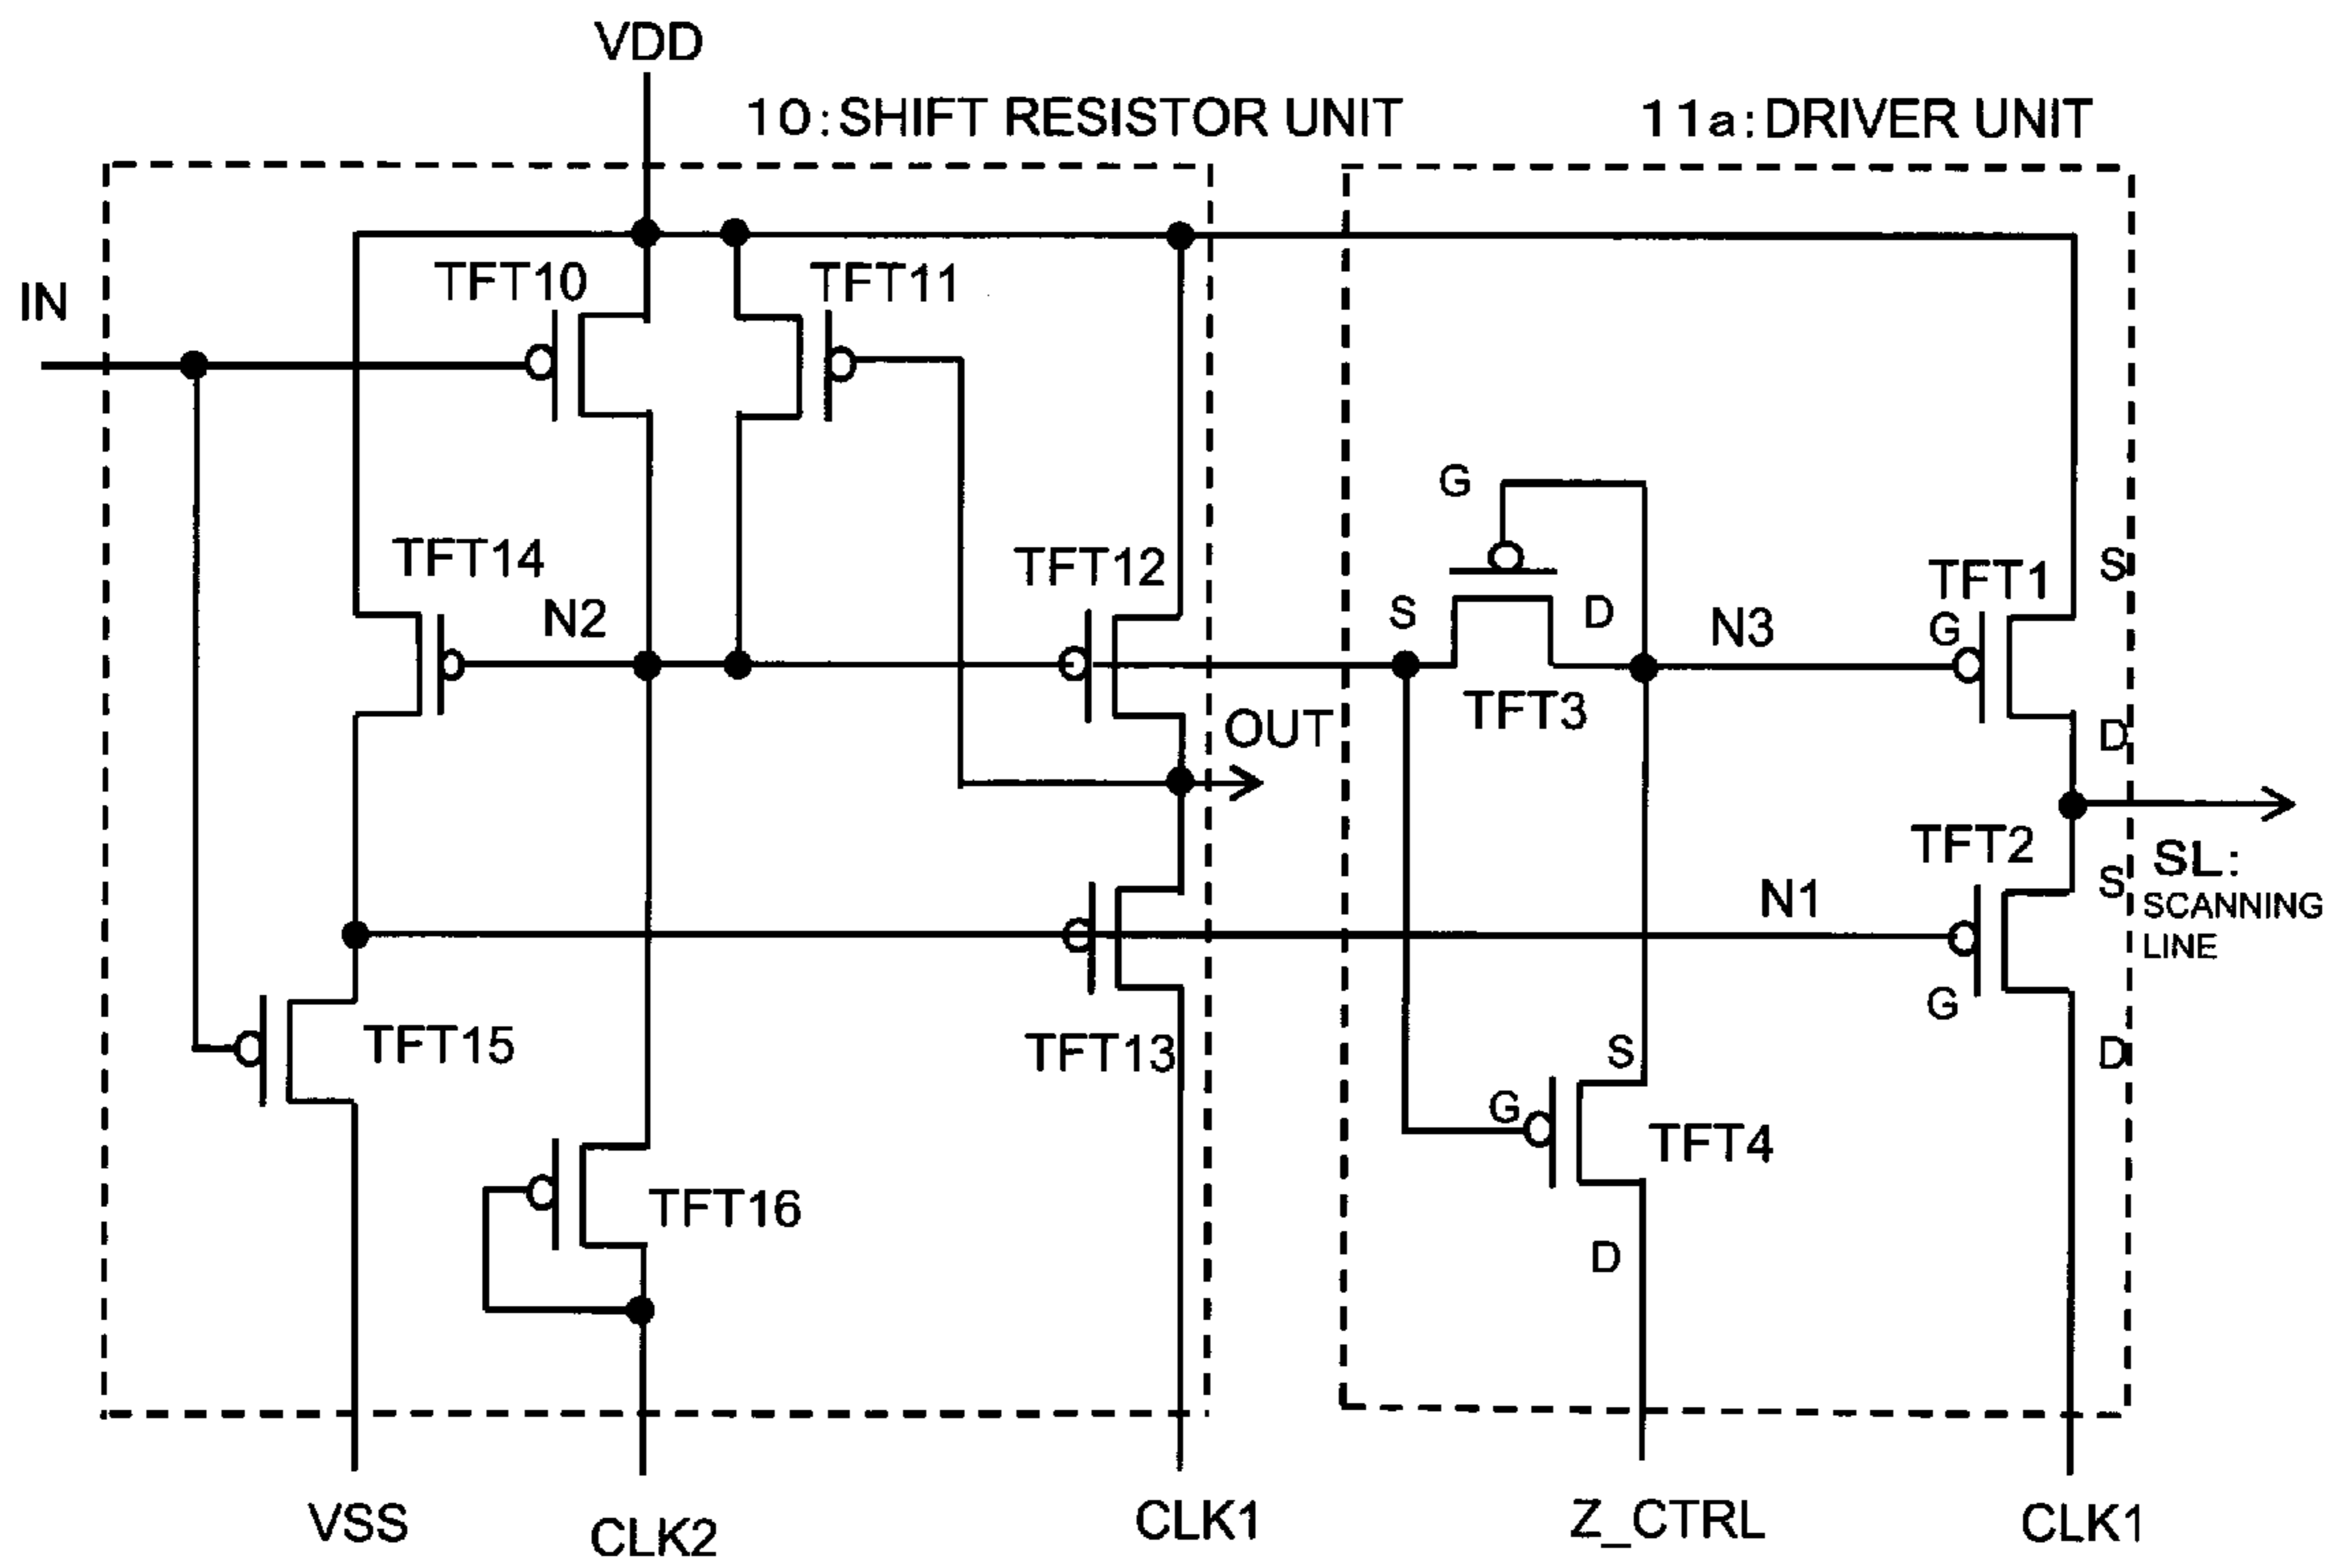 VDD
10:SHIFT RESISTOR UNIT
11a:DRIVER UNIT
IN
TFT10
TFT11
G
TFT14
N2
TFT12
S
D
N3
TFT1
S
G
TFT3
OUT
D
TFT2
SL:
SCANNING
LINE
S
N1
G
TFT15
TFT13
S
D
G
TFT4
TFT16
D
VSS
CLK2
CLK1
Z_CTRL
CLK1